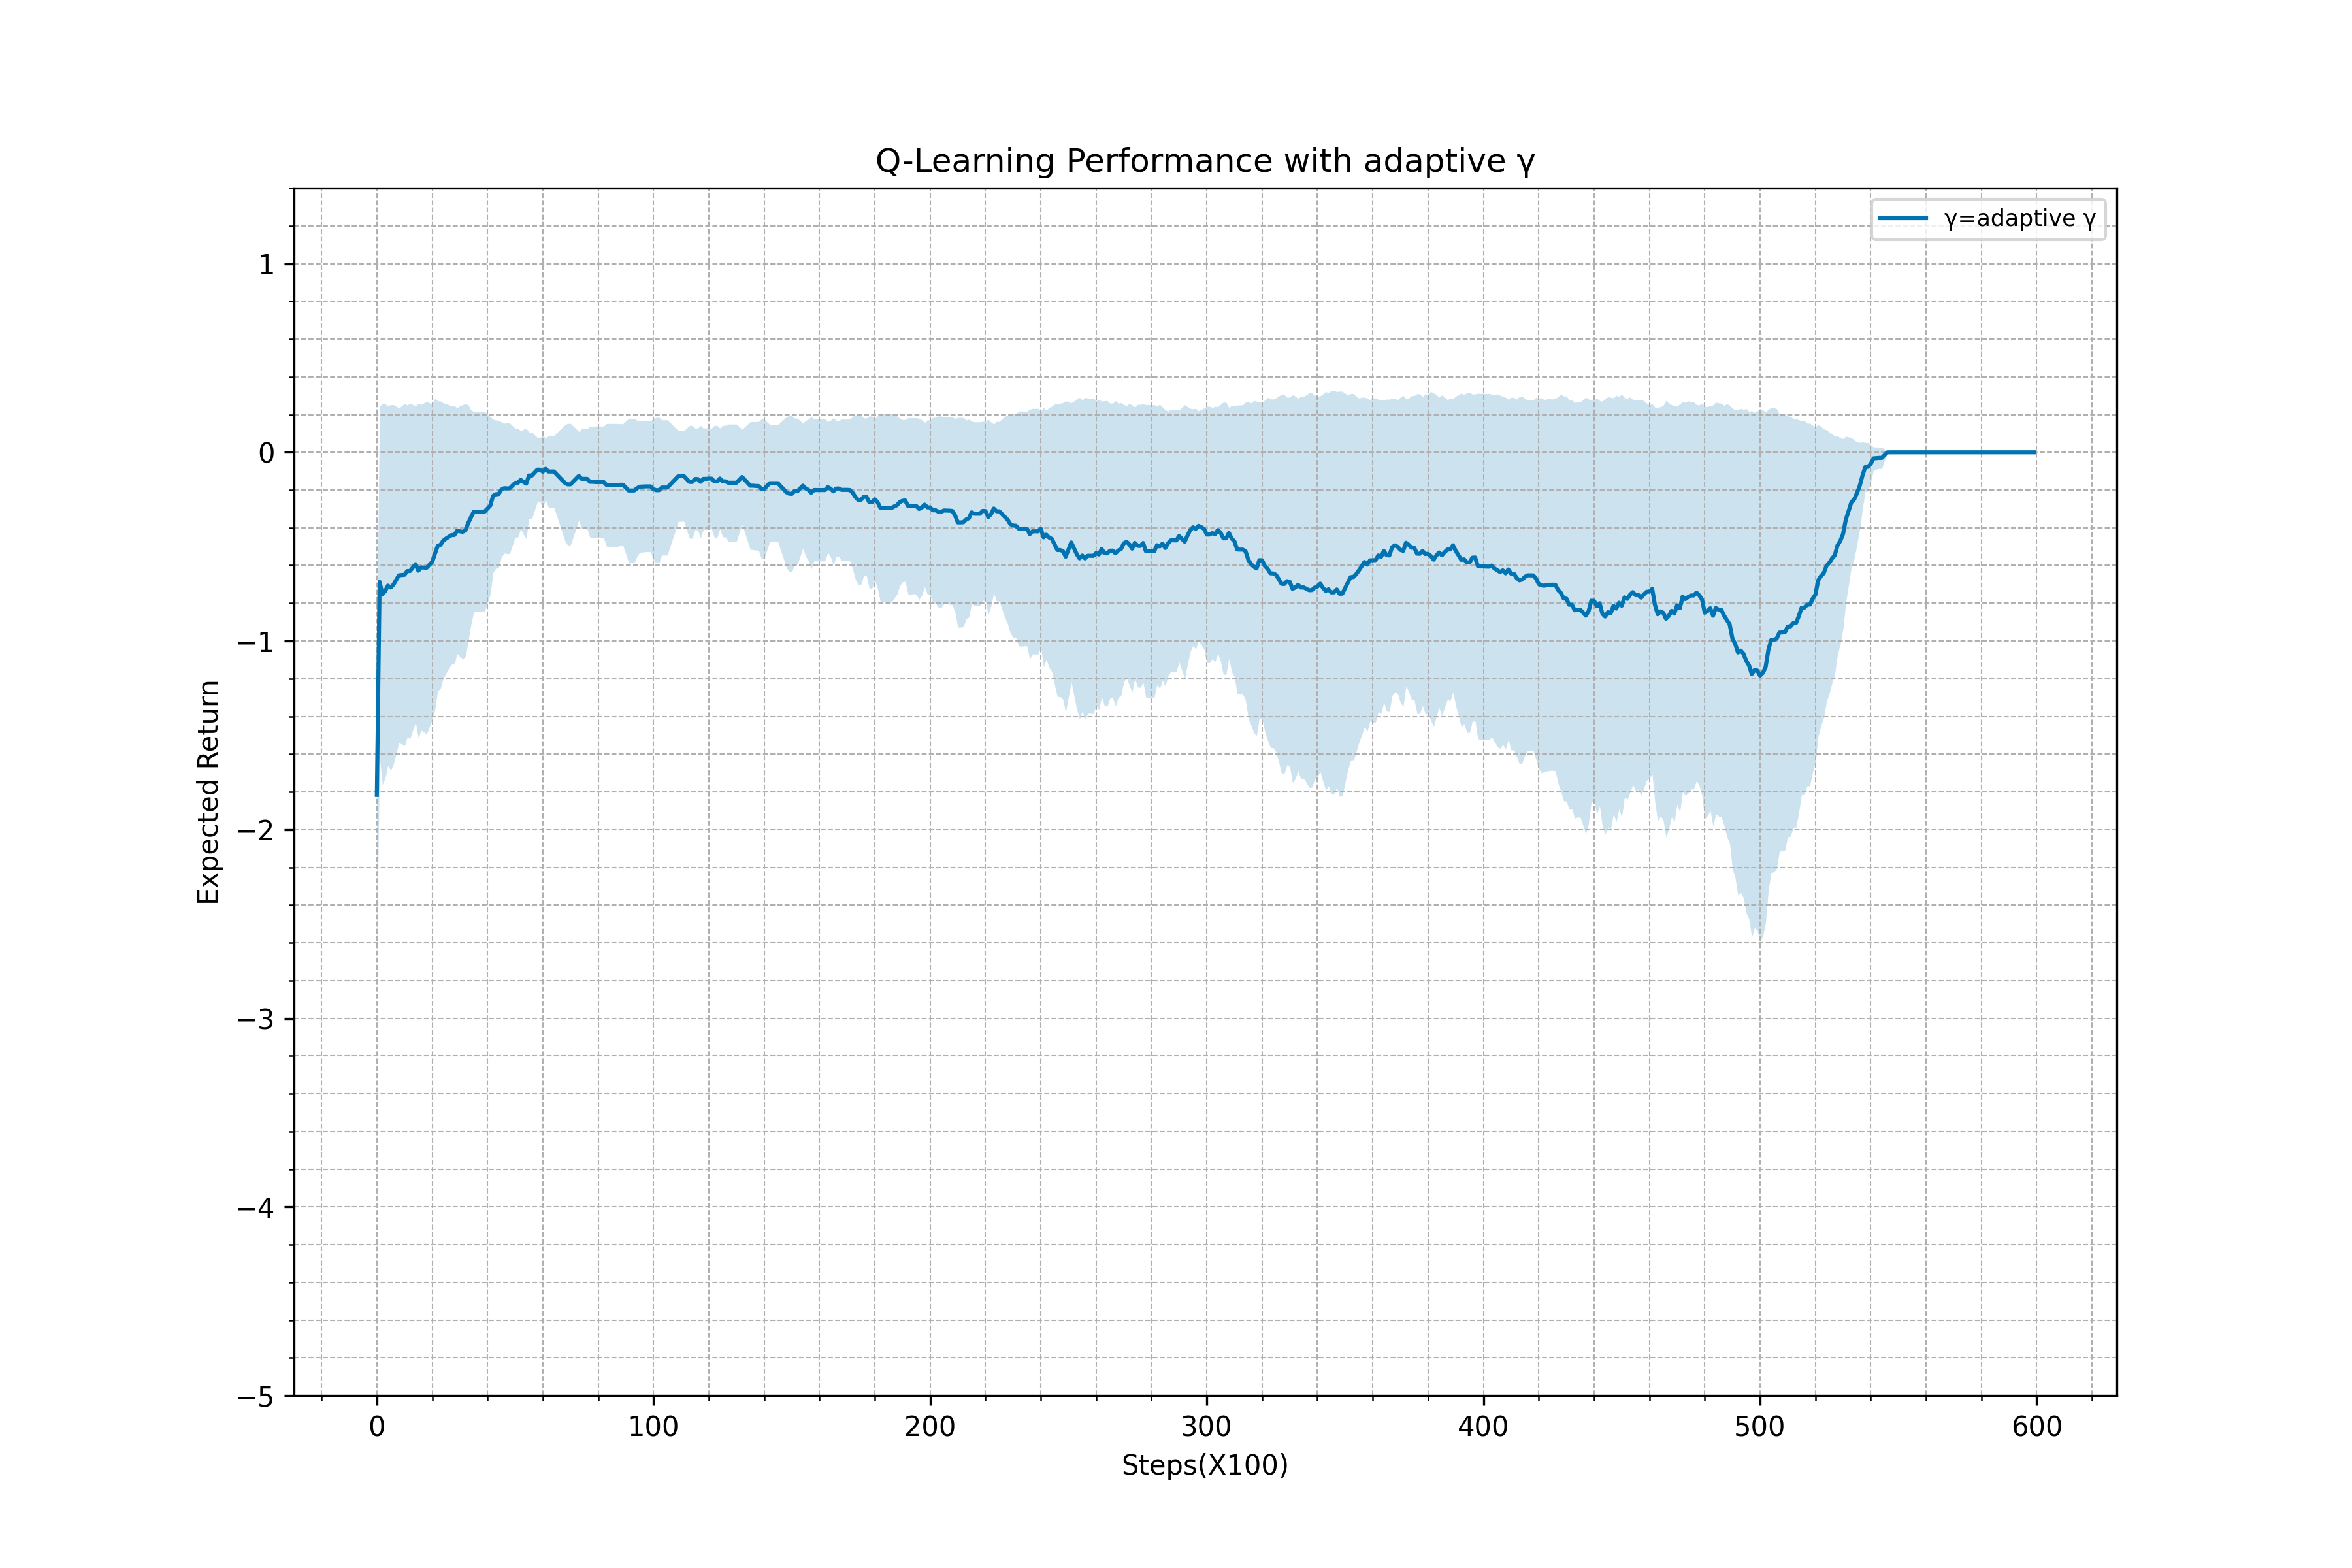 Q-Learning Performance with adaptive γ
γ=adaptive γ
1
0
−1
−2
−3
−4
−5
Expected Return
0 100 200 300 400 500 600
Steps(X100)